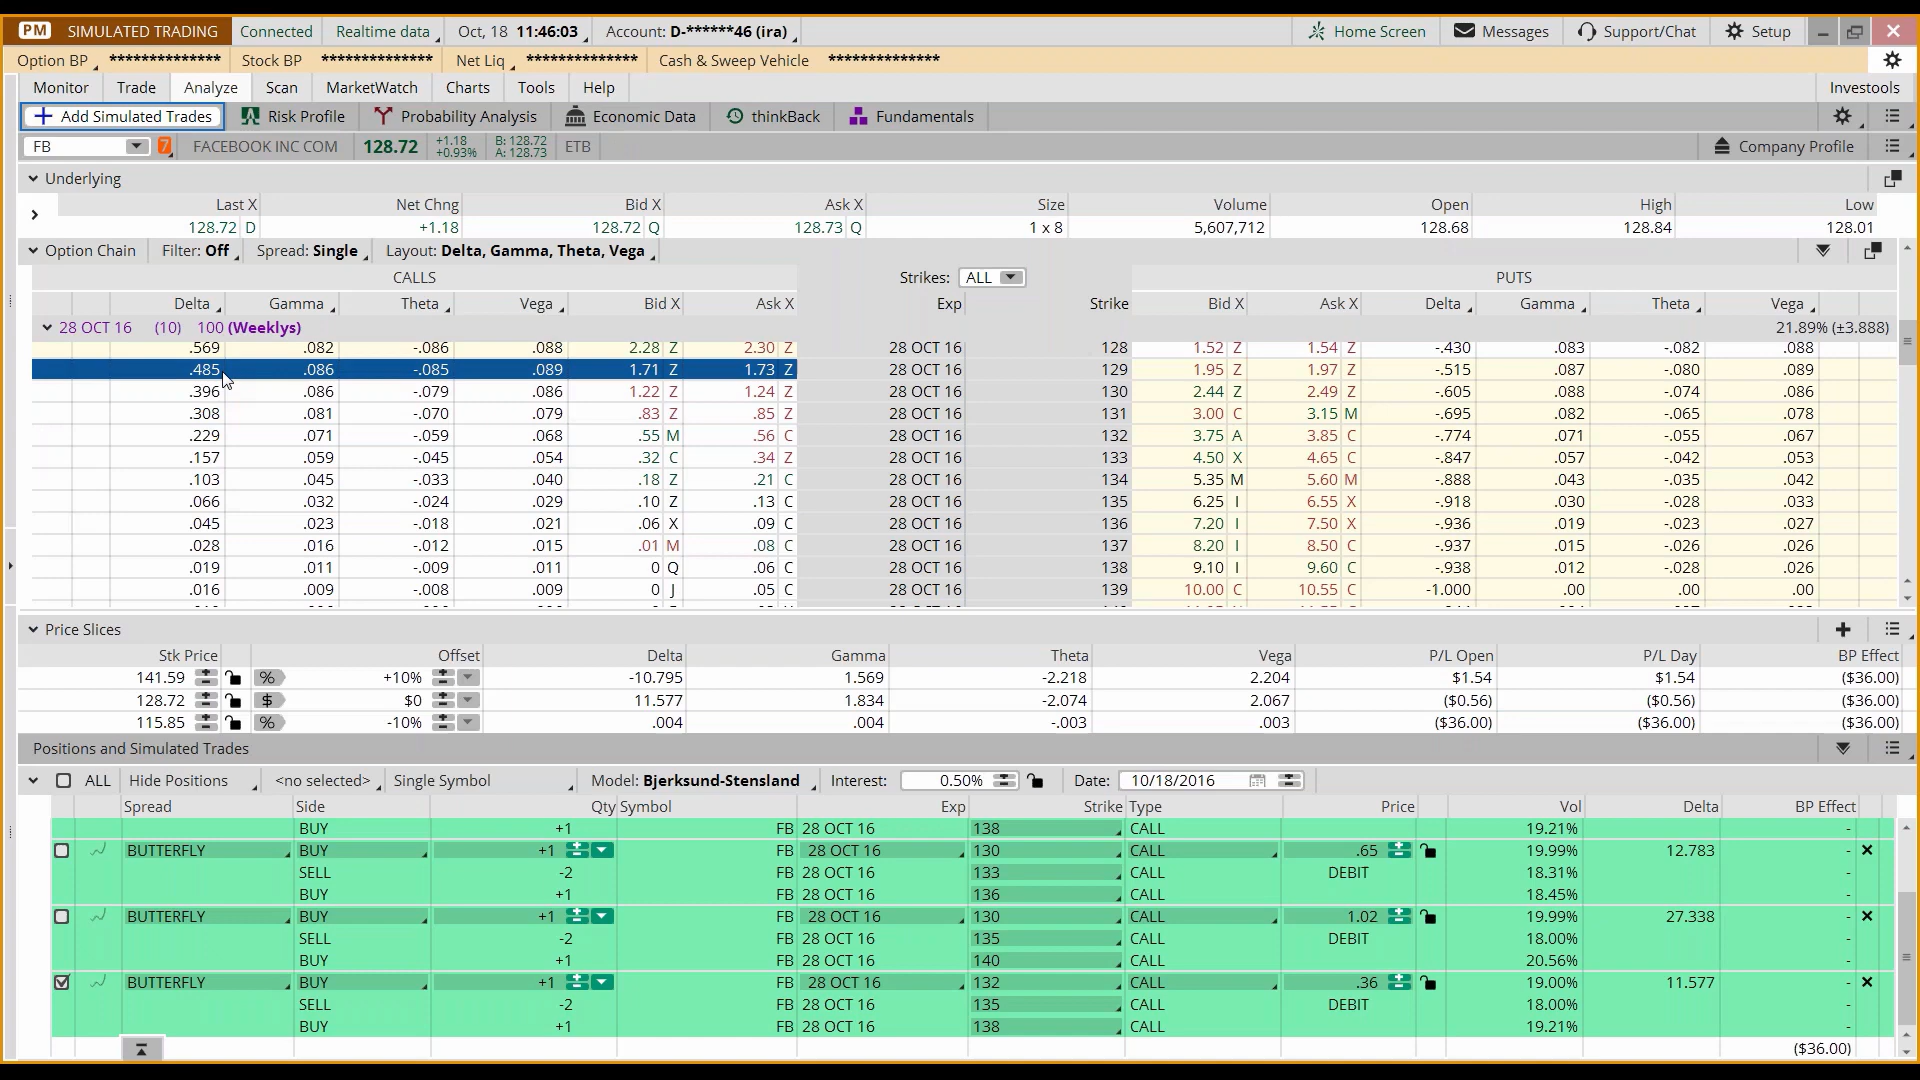 PM SIMULATED TRADING Connected Realtime data Oct, 18 11:46:03 Account: D-******46 (ira) Home Screen Messages Support/Chat Setup
Option BP ************** Stock BP ************** Net Liq ************** Cash & Sweep Vehicle **************
Monitor Trade Analyze Scan MarketWatch Charts Tools Help Investools
Add Simulated Trades Risk Profile Probability Analysis Economic Data thinkBack Fundamentals
FB 7 FACEBOOK INC COM 128.72 +1.18 +0.93% B: 128.72 A: 128.73 ETB Company Profile
Underlying
Last X Net Chng Bid X Ask X Size Volume Open High Low
128.72 D +1.18 128.72 Q 128.73 Q 1 x 8 5,607,712 128.68 128.84 128.01
Option Chain Filter: Off Spread: Single Layout: Delta, Gamma, Theta, Vega
CALLS Strikes: ALL PUTS
Delta Gamma Theta Vega Bid X Ask X Exp Strike Bid X Ask X Delta Gamma Theta Vega
28 OCT 16 (10) 100 (Weeklys) 21.89% (±3.888)
.569 .082 -.086 .088 2.28 Z 2.30 Z 28 OCT 16 128 1.52 Z 1.54 Z -.430 .083 -.082 .088
.485 .086 -.085 .089 1.71 Z 1.73 Z 28 OCT 16 129 1.95 Z 1.97 Z -.515 .087 -.080 .089
.396 .086 -.079 .086 1.22 Z 1.24 Z 28 OCT 16 130 2.44 Z 2.49 Z -.605 .088 -.074 .086
.308 .081 -.070 .079 .83 Z .85 Z 28 OCT 16 131 3.00 C 3.15 M -.695 .082 -.065 .078
.229 .071 -.059 .068 .55 M .56 C 28 OCT 16 132 3.75 A 3.85 C -.774 .071 -.055 .067
.157 .059 -.045 .054 .32 C .34 Z 28 OCT 16 133 4.50 X 4.65 C -.847 .057 -.042 .053
.103 .045 -.033 .040 .18 Z .21 C 28 OCT 16 134 5.35 M 5.60 M -.888 .043 -.035 .042
.066 .032 -.024 .029 .10 Z .13 C 28 OCT 16 135 6.25 I 6.55 X -.918 .030 -.028 .033
.045 .023 -.018 .021 .06 X .09 C 28 OCT 16 136 7.20 I 7.50 X -.936 .019 -.023 .027
.028 .016 -.012 .015 .01 M .08 C 28 OCT 16 137 8.20 I 8.50 C -.937 .015 -.026 .026
.019 .011 -.009 .011 0 Q .06 C 28 OCT 16 138 9.10 I 9.60 C -.938 .012 -.028 .026
.016 .009 -.008 .009 0 J .05 C 28 OCT 16 139 10.00 C 10.55 C -1.000 .00 .00 .00
Price Slices
Stk Price Offset Delta Gamma Theta Vega P/L Open P/L Day BP Effect
141.59 % +10% -10.795 1.569 -2.218 2.204 $1.54 $1.54 ($36.00)
128.72 $ $0 11.577 1.834 -2.074 2.067 ($0.56) ($0.56) ($36.00)
115.85 % -10% .004 .004 -.003 .003 ($36.00) ($36.00) ($36.00)
Positions and Simulated Trades
ALL Hide Positions <no selected> Single Symbol Model: Bjerksund-Stensland Interest: 0.50% Date: 10/18/2016
Spread Side Qty Symbol Exp Strike Type Price Vol Delta BP Effect
BUY +1 FB 28 OCT 16 138 CALL 19.21% -
BUTTERFLY BUY +1 FB 28 OCT 16 130 CALL .65 19.99% 12.783 -
SELL -2 FB 28 OCT 16 133 CALL DEBIT 18.31% -
BUY +1 FB 28 OCT 16 136 CALL 18.45% -
BUTTERFLY BUY +1 FB 28 OCT 16 130 CALL 1.02 19.99% 27.338 -
SELL -2 FB 28 OCT 16 135 CALL DEBIT 18.00% -
BUY +1 FB 28 OCT 16 140 CALL 20.56% -
BUTTERFLY BUY +1 FB 28 OCT 16 132 CALL .36 19.00% 11.577 -
SELL -2 FB 28 OCT 16 135 CALL DEBIT 18.00% -
BUY +1 FB 28 OCT 16 138 CALL 19.21% -
($36.00)